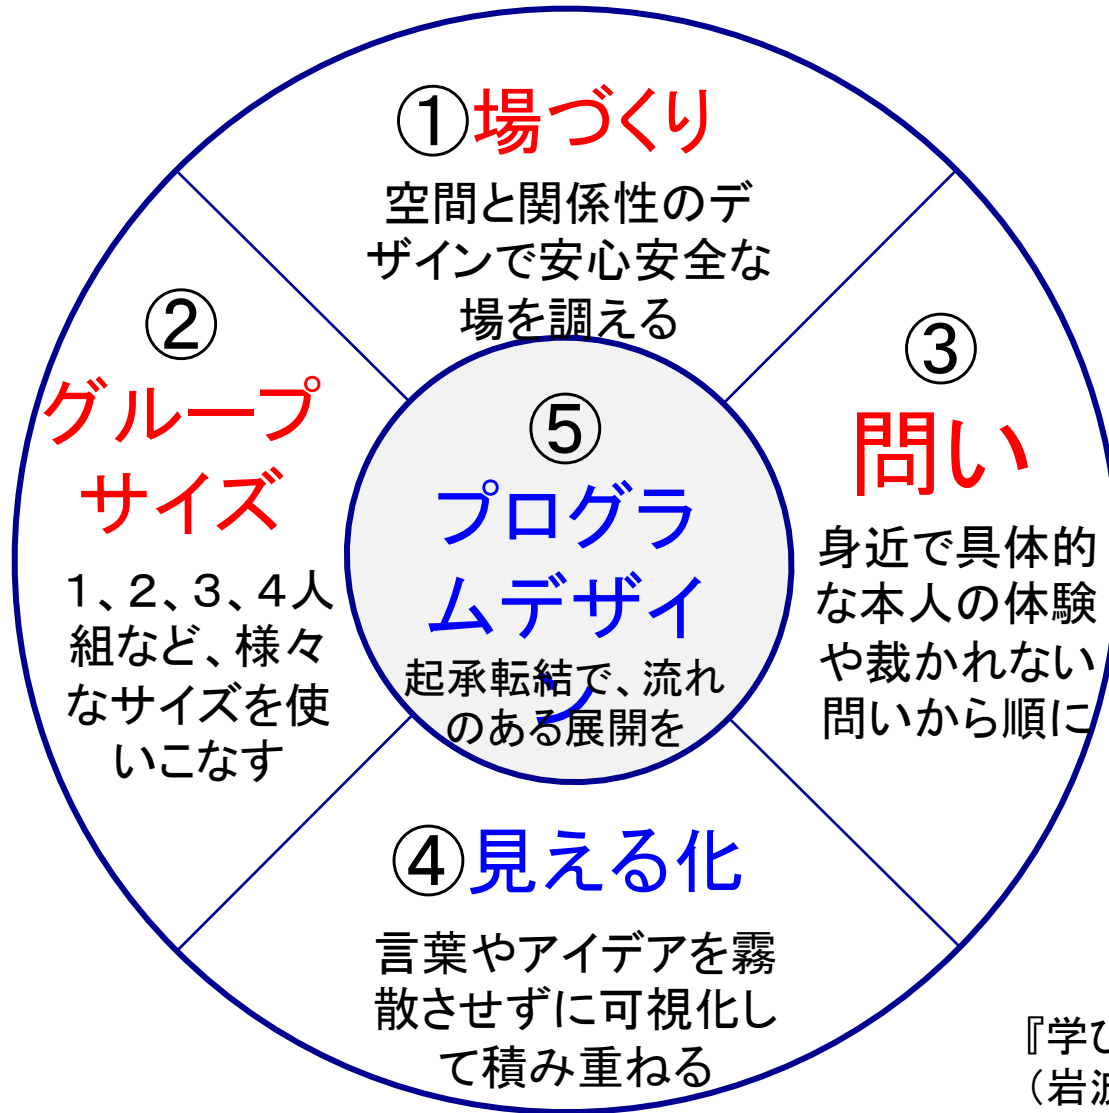 ①場づくり
空間と関係性のデ
ザインで安心安全な
場を調える
②
グループ
サイズ
１、２、３、４人
組など、様々
なサイズを使
いこなす
③
問い
身近で具体的
な本人の体験
や裁かれない
問いから順に
⑤
プログラ
ムデザイ
ン
起承転結で、流れ
のある展開を
④見える化
言葉やアイデアを霧
散させずに可視化し
て積み重ねる
『学び
（岩波